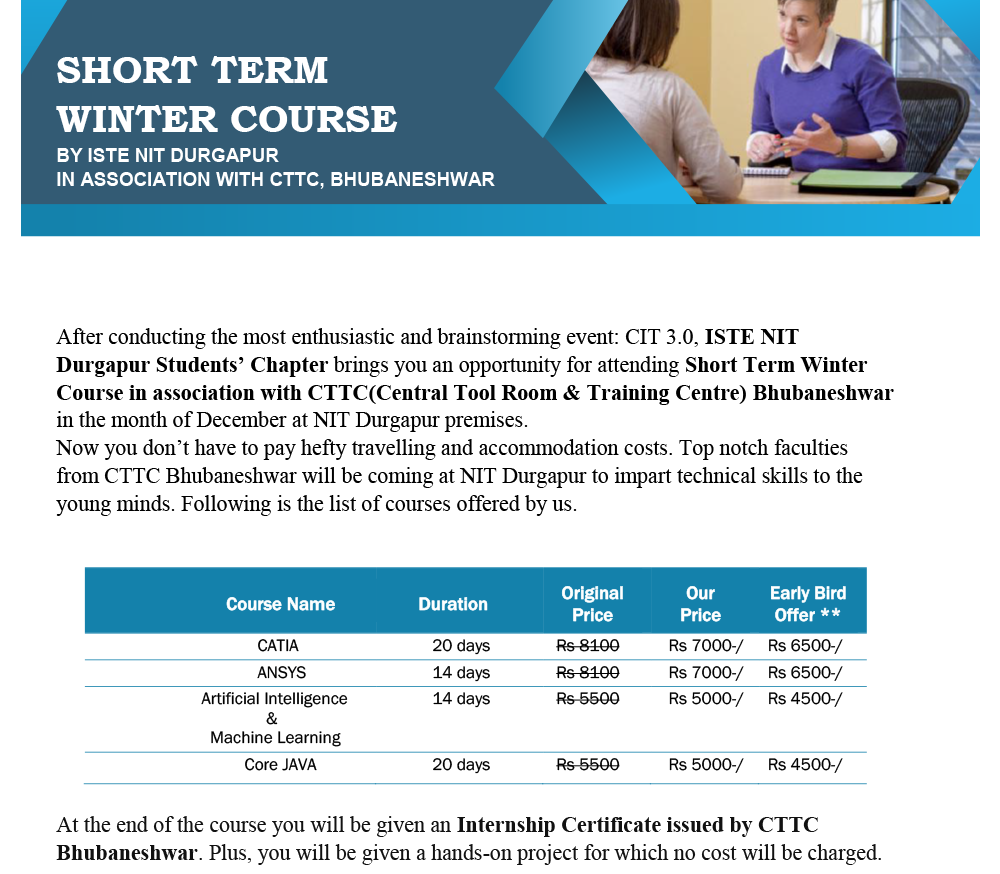 SHORT TERM
WINTER COURSE
BY ISTE NIT DURGAPUR
IN ASSOCIATION WITH CTTC, BHUBANESHWAR
After conducting the most enthusiastic and brainstorming event: CIT 3.0, ISTE NIT
Durgapur Students’ Chapter brings you an opportunity for attending Short Term Winter
Course in association with CTTC(Central Tool Room & Training Centre) Bhubaneshwar
in the month of December at NIT Durgapur premises.
Now you don’t have to pay hefty travelling and accommodation costs. Top notch faculties
from CTTC Bhubaneshwar will be coming at NIT Durgapur to impart technical skills to the
young minds. Following is the list of courses offered by us.
Course Name Duration Original Price Our Price Early Bird Offer **
CATIA 20 days Rs 8100 Rs 7000-/ Rs 6500-/
ANSYS 14 days Rs 8100 Rs 7000-/ Rs 6500-/
Artificial Intelligence 14 days Rs 5500 Rs 5000-/ Rs 4500-/
&
Machine Learning
Core JAVA 20 days Rs 5500 Rs 5000-/ Rs 4500-/
At the end of the course you will be given an Internship Certificate issued by CTTC
Bhubaneshwar. Plus, you will be given a hands-on project for which no cost will be charged.